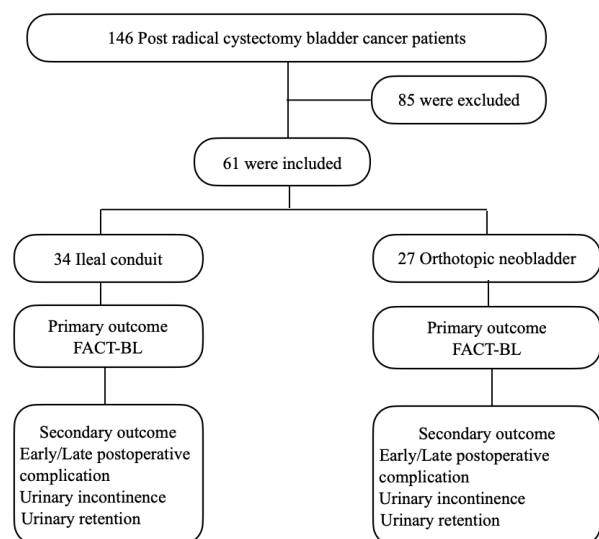 146 Post radical cystectomy bladder cancer patients
85 were excluded
61 were included
34 Ileal conduit
27 Orthotopic neobladder
Primary outcome
FACT-BL
Primary outcome
FACT-BL
Secondary outcome
Early/Late postoperative
complication
Urinary incontinence
Urinary retention
Secondary outcome
Early/Late postoperative
complication
Urinary incontinence
Urinary retention